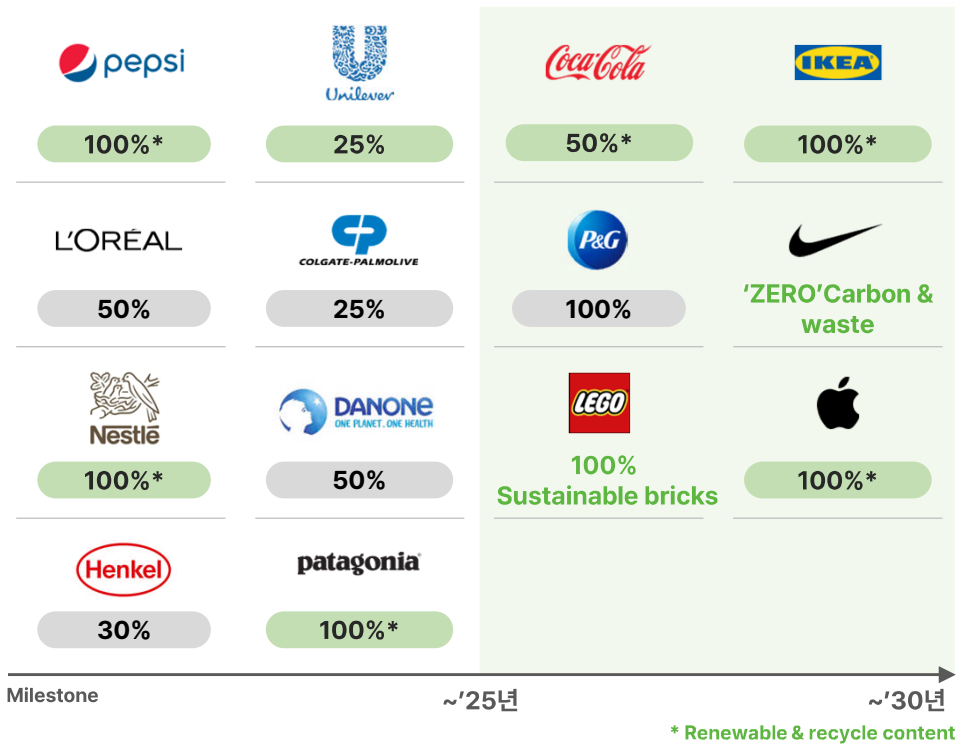 pepsi
Unilever
Coca-Cola
IKEA
100%*
25%
50%*
100%*
L'ORÉAL
COLGATE-PALMOLIVE
P&G
50%
25%
100%
'ZERO'Carbon &
waste
Nestlé
DANONE
ONE PLANET. ONE HEALTH
LEGO
100%*
50%
100%
Sustainable bricks
100%*
Henkel
patagonia
30%
100%*
Milestone
~'25년
~'30년
* Renewable & recycle content